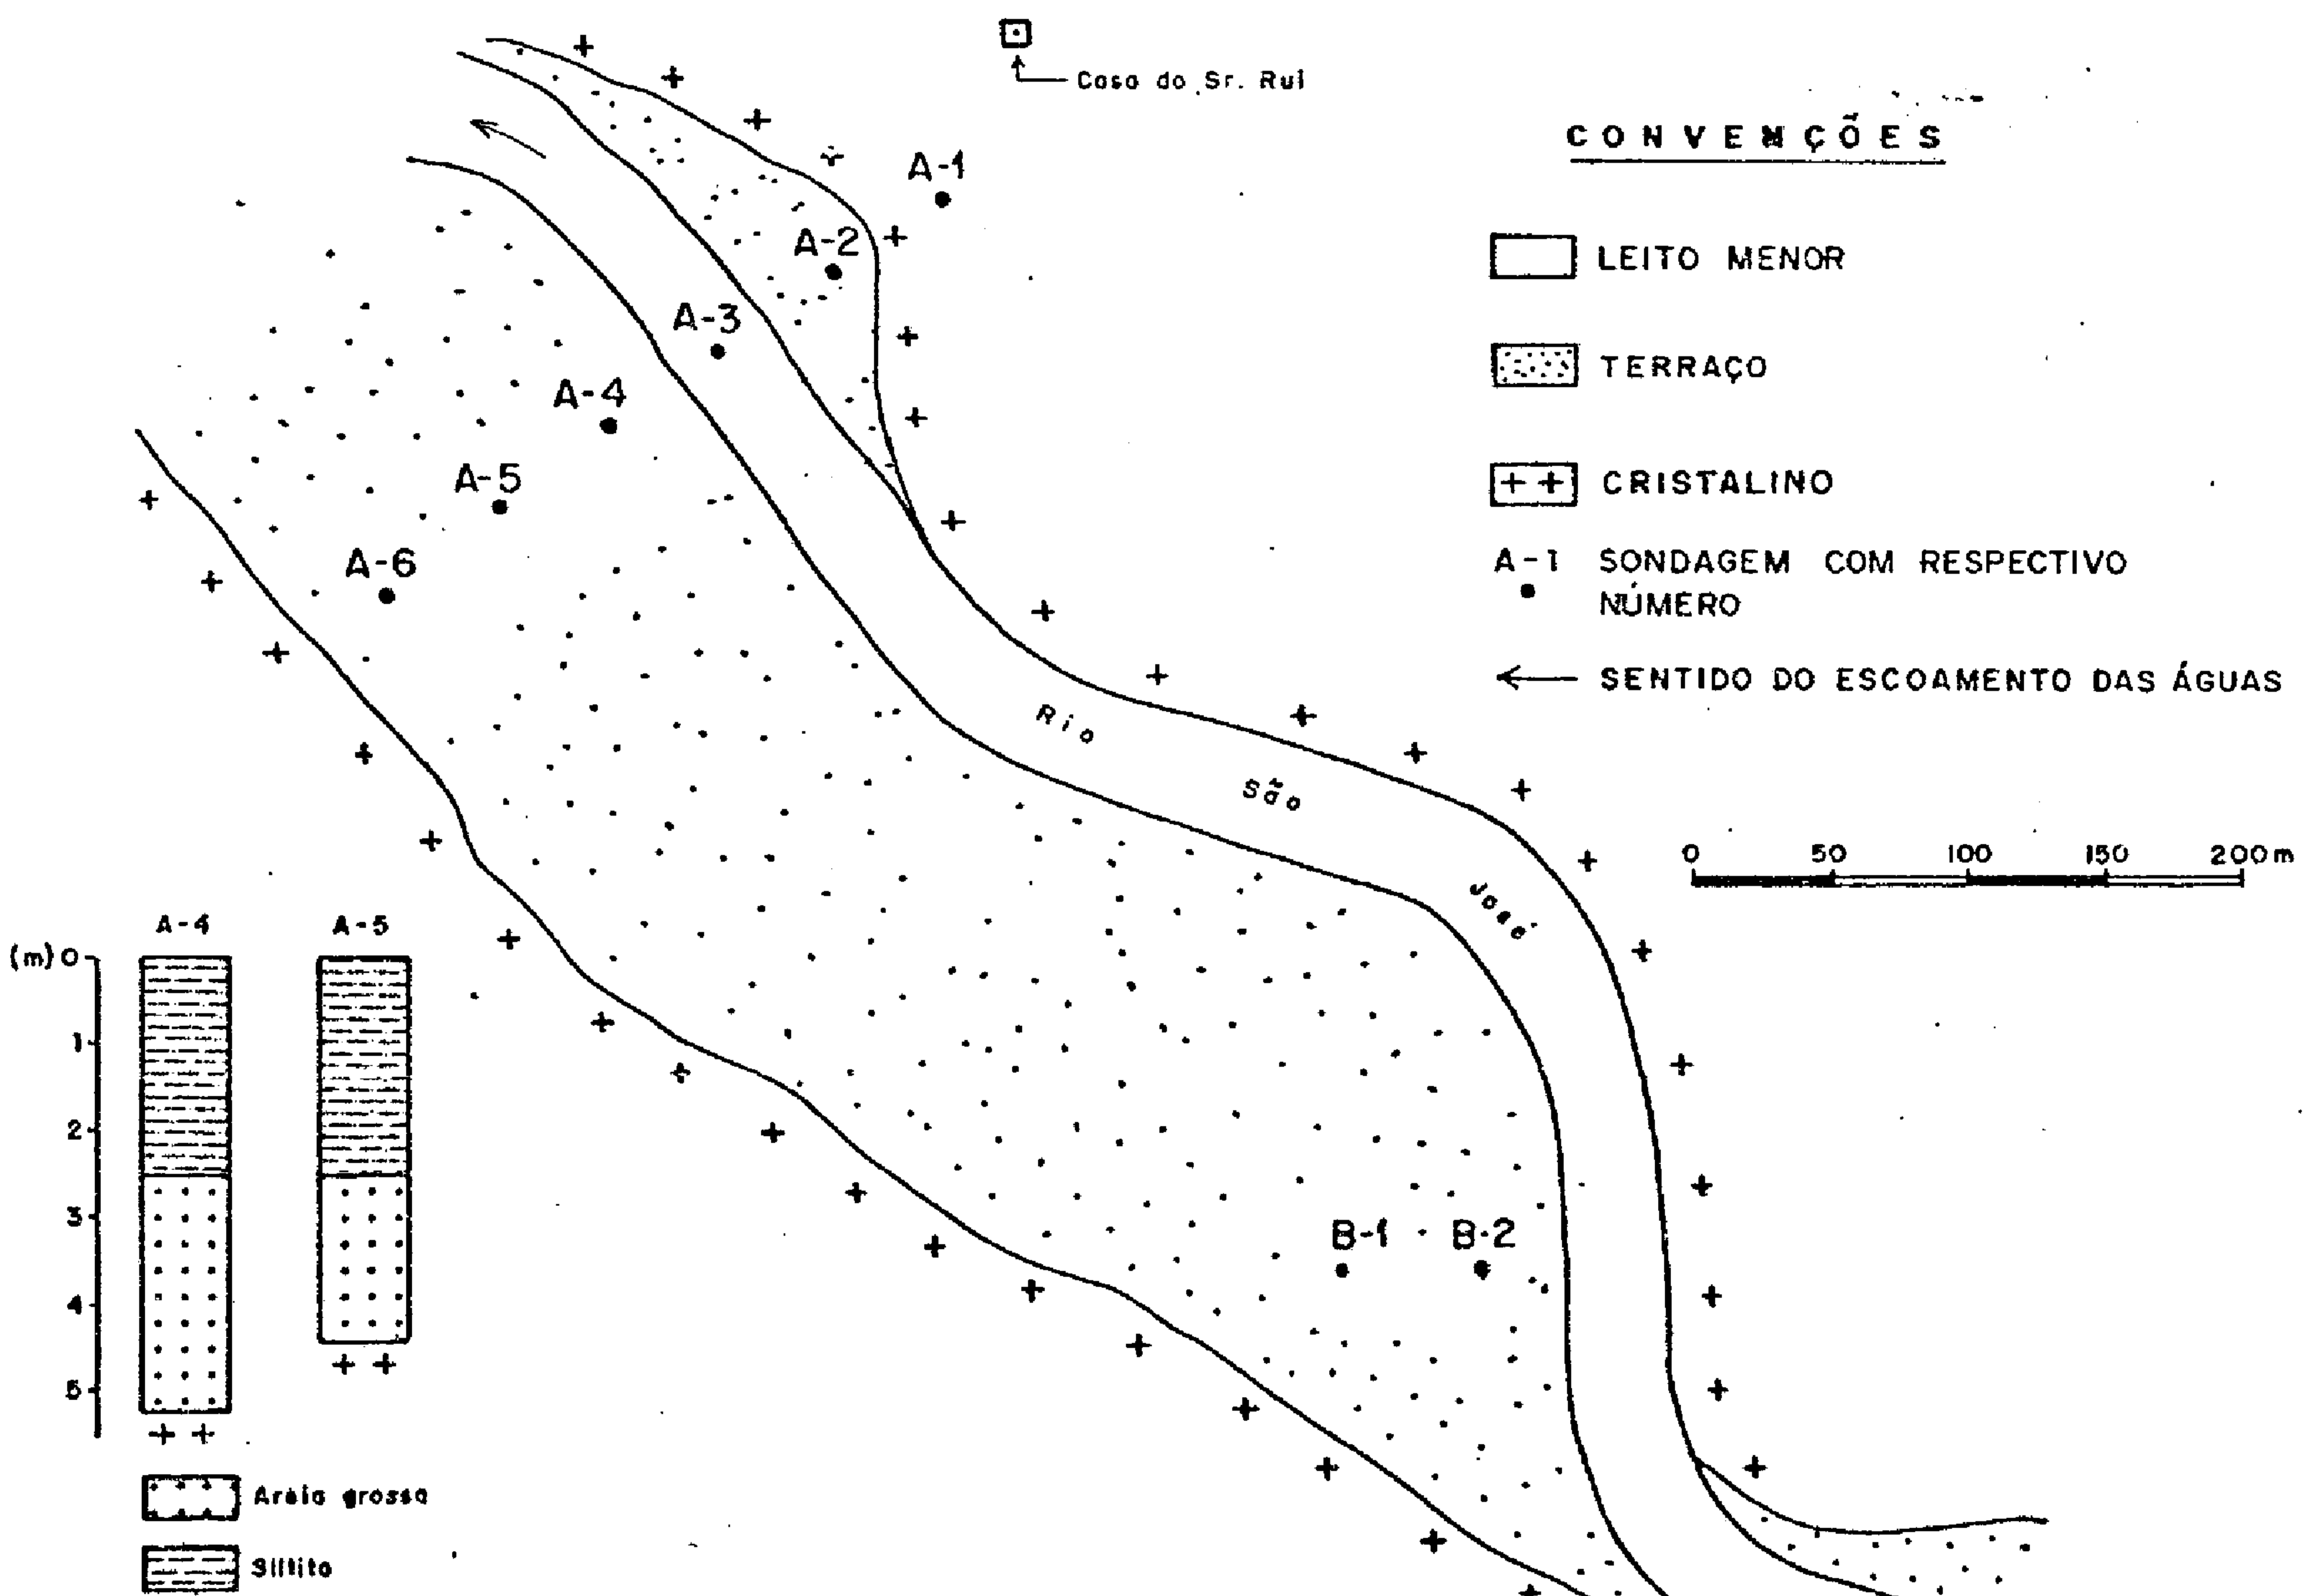 Casa do Sr. Rui
CONVENÇÕES
A-1
A-2
LEITO MENOR
A-3
TERRAÇO
A-4
A-5
++ CRISTALINO
A-6
A-1 SONDAGEM COM RESPECTIVO
NÚMERO
SENTIDO DO ESCOAMENTO DAS ÁGUAS
Rio
São
José
0 50 100 150 200m
A-4 A-5
(m) 0
1
2
3
4
5
B-1 B-2
Areia grossa
Siltito